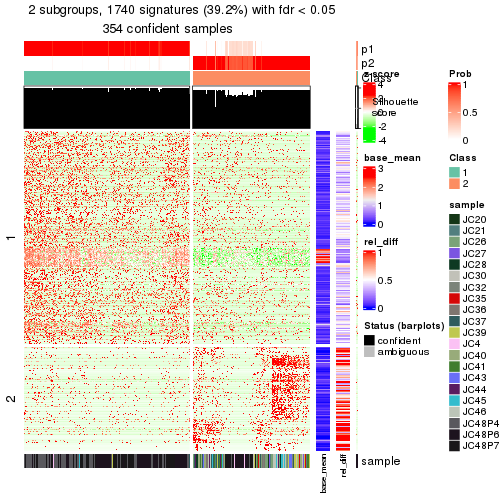 2 subgroups, 1740 signatures (39.2%) with fdr < 0.05
354 confident samples
p1
p2
Class
Silhouette
score
z-score
4
2
0
-2
-4
base_mean
3
2
1
0
rel_diff
1
0.5
0
Status (barplots)
confident
ambiguous
Prob
1
0.5
0
Class
1
2
sample
JC20
JC21
JC26
JC27
JC28
JC30
JC32
JC35
JC36
JC37
JC39
JC4
JC40
JC41
JC43
JC44
JC45
JC46
JC48P4
JC48P6
JC48P7
1
2
sample
base_mean
rel_diff